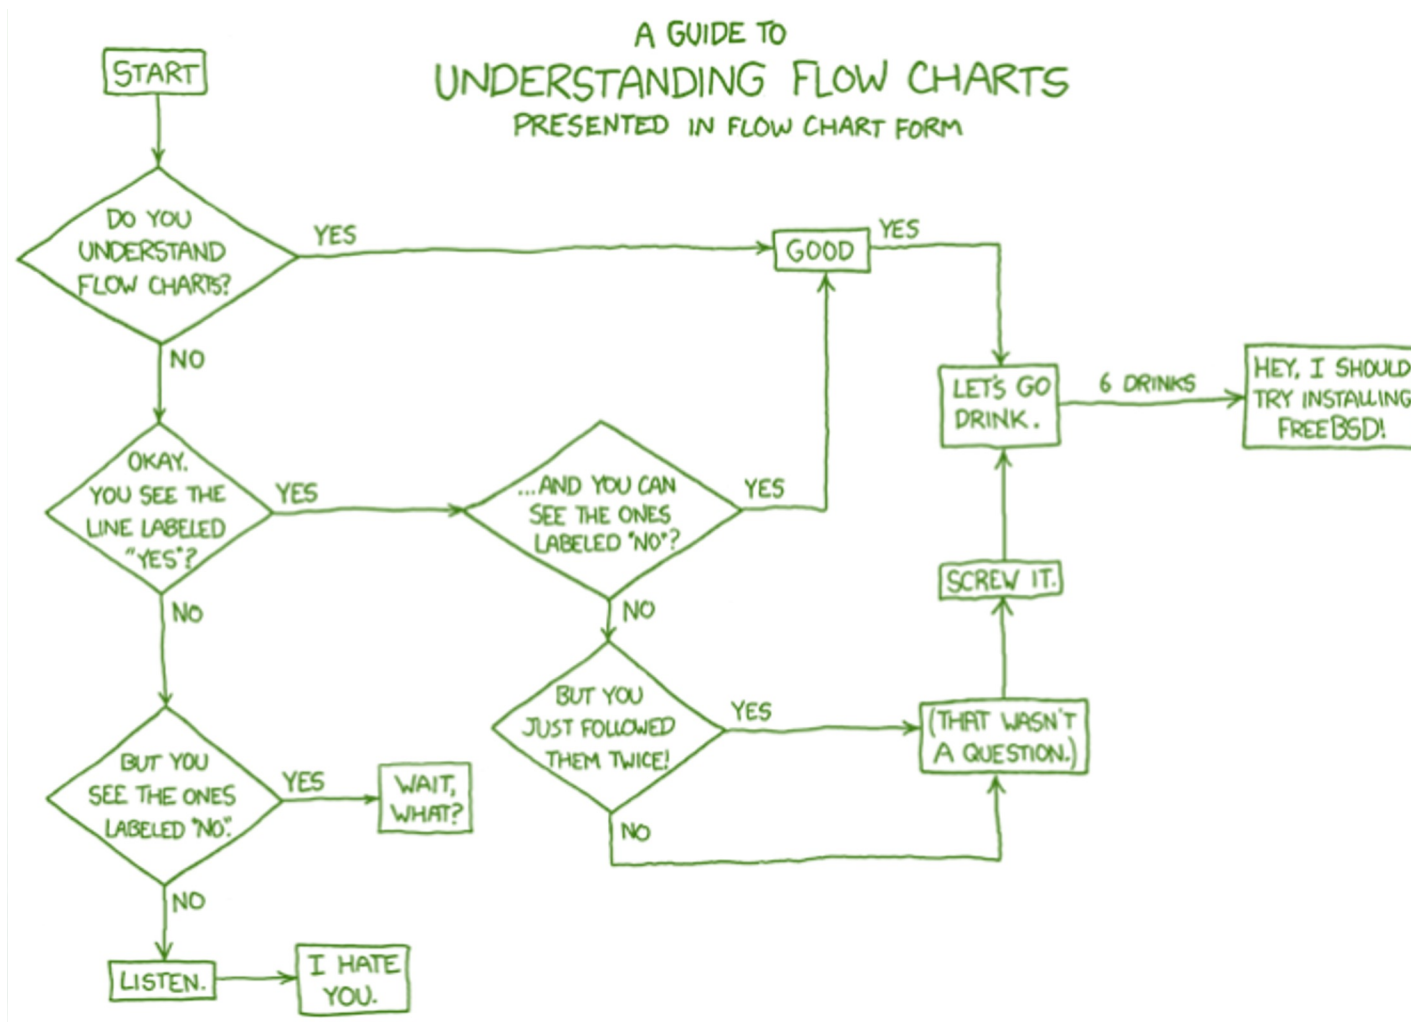 A GUIDE TO
UNDERSTANDING FLOW CHARTS
PRESENTED IN FLOW CHART FORM
START
DO YOU
UNDERSTAND
FLOW CHARTS?
YES
GOOD
YES
NO
LET'S GO
DRINK.
6 DRINKS
HEY, I SHOULD
TRY INSTALLING
FREEBSD!
OKAY.
YOU SEE THE
LINE LABELED
"YES"?
YES
...AND YOU CAN
SEE THE ONES
LABELED "NO"?
YES
NO
NO
SCREW IT.
BUT YOU
JUST FOLLOWED
THEM TWICE!
YES
(THAT WASN'T
A QUESTION.)
NO
BUT YOU
SEE THE ONES
LABELED "NO".
YES
WAIT,
WHAT?
NO
LISTEN.
I HATE
YOU.